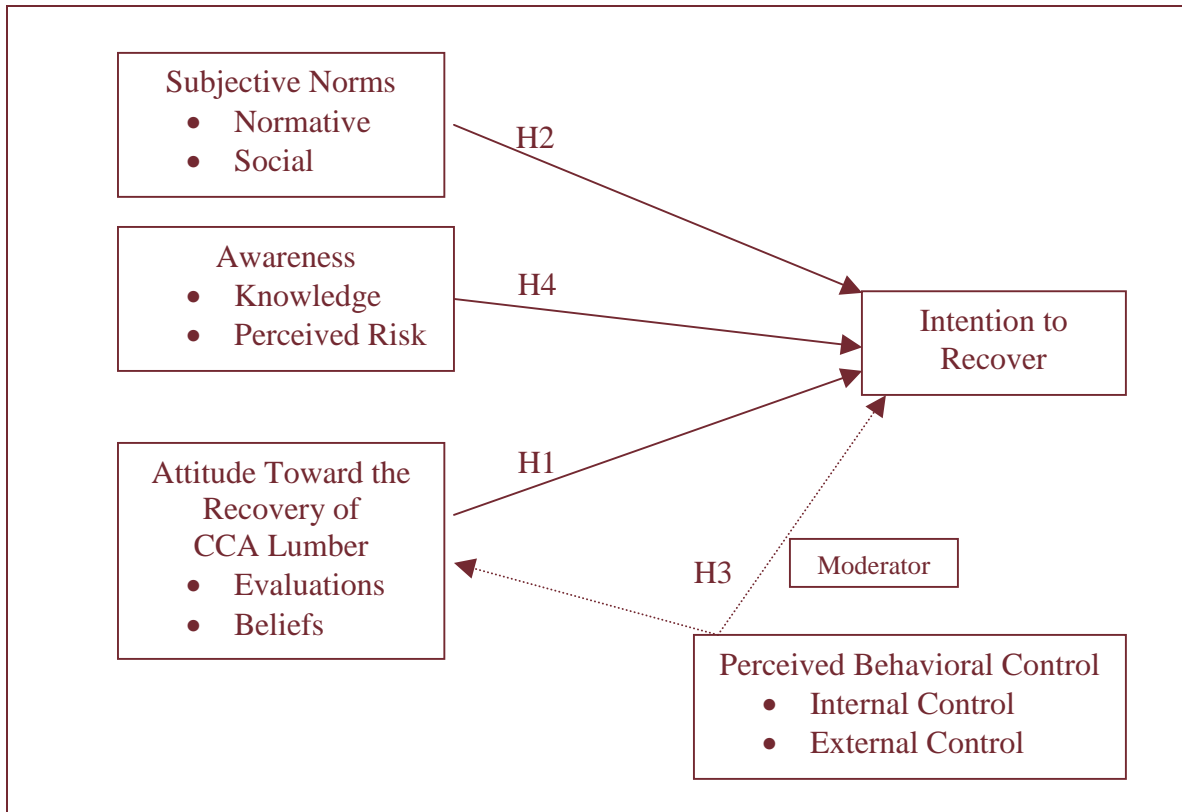 Subjective Norms
• Normative
• Social
H2
Awareness
• Knowledge
• Perceived Risk
H4
Intention to
Recover
Attitude Toward the
Recovery of
CCA Lumber
• Evaluations
• Beliefs
H1
H3
Moderator
Perceived Behavioral Control
• Internal Control
• External Control